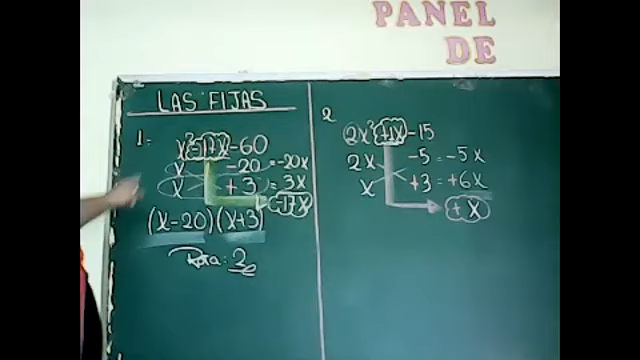 PANEL
DE
LAS FIJAS
1.
x²-17x-60
x -20 = -20x
x +3 = 3x
-17x
(x-20)(x+3)
Rpta: 2
2
2x²+1x-15
2x -5 = -5x
x +3 = +6x
+x